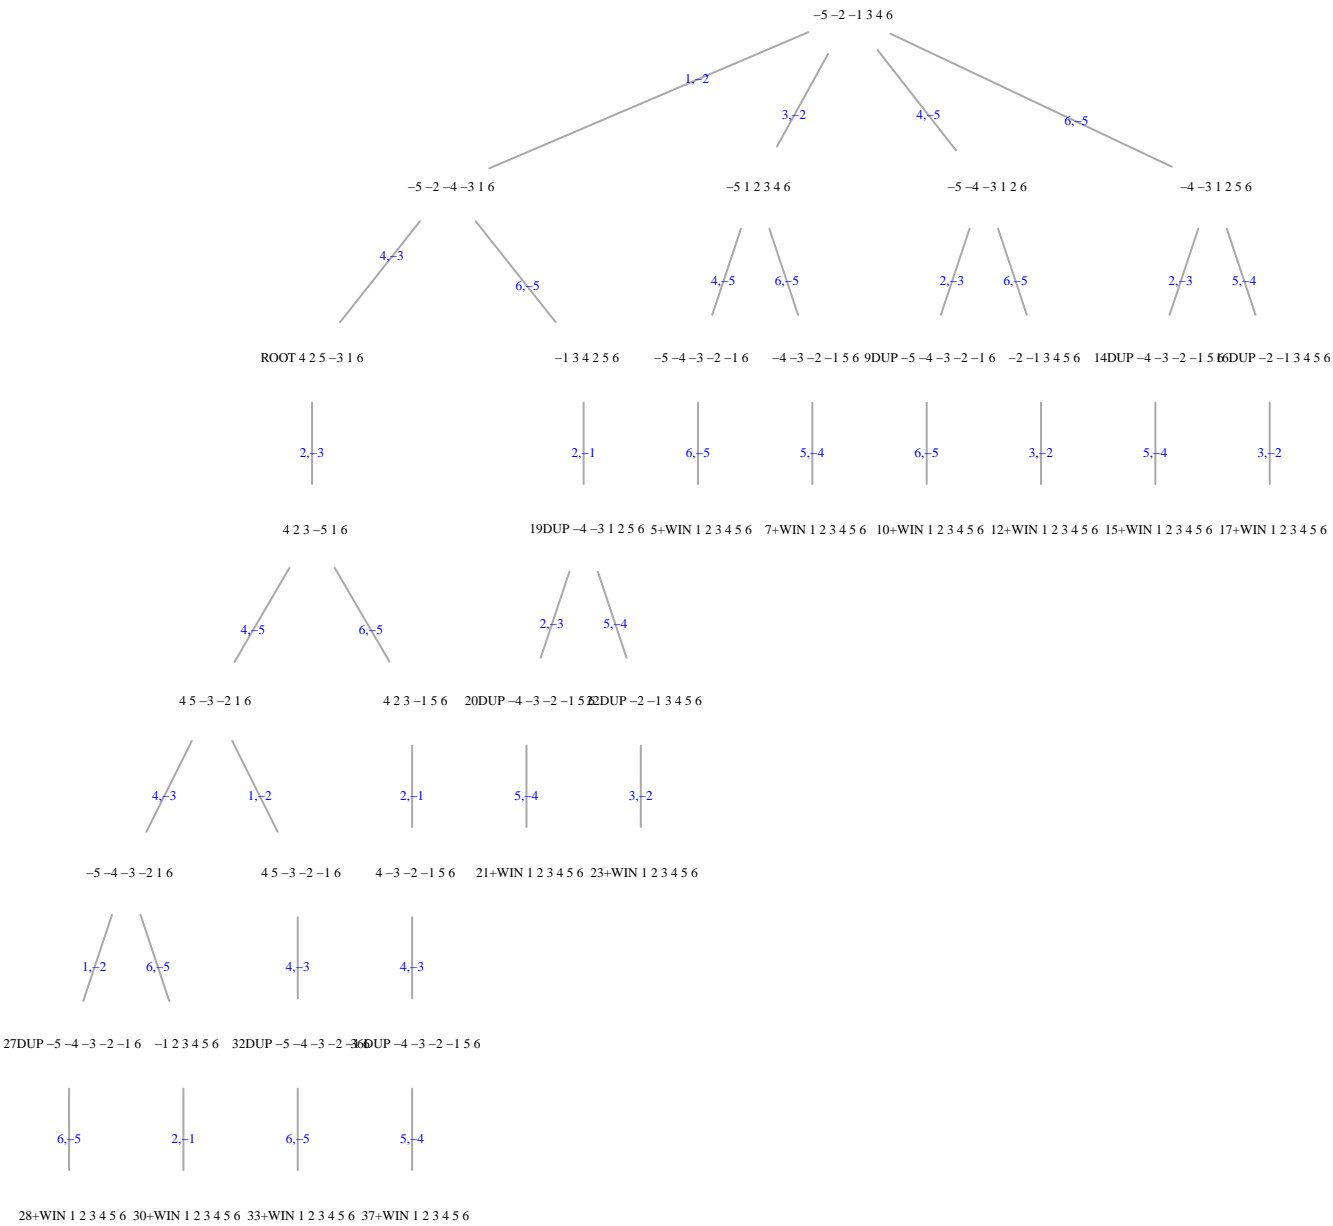 −5 −2 −1 3 4 6
1,−2
3,−2
4,−5
6,−5
−5 −2 −4 −3 1 6
−5 1 2 3 4 6
−5 −4 −3 1 2 6
−4 −3 1 2 5 6
4,−3
6,−5
4,−5
6,−5
2,−3
6,−5
2,−3
5,−4
ROOT 4 2 5 −3 1 6
−1 3 4 2 5 6
−5 −4 −3 −2 −1 6
−4 −3 −2 −1 5 6
9DUP −5 −4 −3 −2 −1 6
−2 −1 3 4 5 6
14DUP −4 −3 −2 −1 5 6
16DUP −2 −1 3 4 5 6
2,−3
2,−1
6,−5
5,−4
6,−5
3,−2
5,−4
3,−2
4 2 3 −5 1 6
19DUP −4 −3 1 2 5 6
5+WIN 1 2 3 4 5 6
7+WIN 1 2 3 4 5 6
10+WIN 1 2 3 4 5 6
12+WIN 1 2 3 4 5 6
15+WIN 1 2 3 4 5 6
17+WIN 1 2 3 4 5 6
4,−5
6,−5
2,−3
5,−4
4 5 −3 −2 1 6
4 2 3 −1 5 6
20DUP −4 −3 −2 −1 5 6
22DUP −2 −1 3 4 5 6
4,−3
1,−2
2,−1
5,−4
3,−2
−5 −4 −3 −2 1 6
4 5 −3 −2 −1 6
4 −3 −2 −1 5 6
21+WIN 1 2 3 4 5 6
23+WIN 1 2 3 4 5 6
1,−2
6,−5
4,−3
4,−3
27DUP −5 −4 −3 −2 −1 6
−1 2 3 4 5 6
32DUP −5 −4 −3 −2 −1 6
36DUP −4 −3 −2 −1 5 6
6,−5
2,−1
6,−5
5,−4
28+WIN 1 2 3 4 5 6
30+WIN 1 2 3 4 5 6
33+WIN 1 2 3 4 5 6
37+WIN 1 2 3 4 5 6